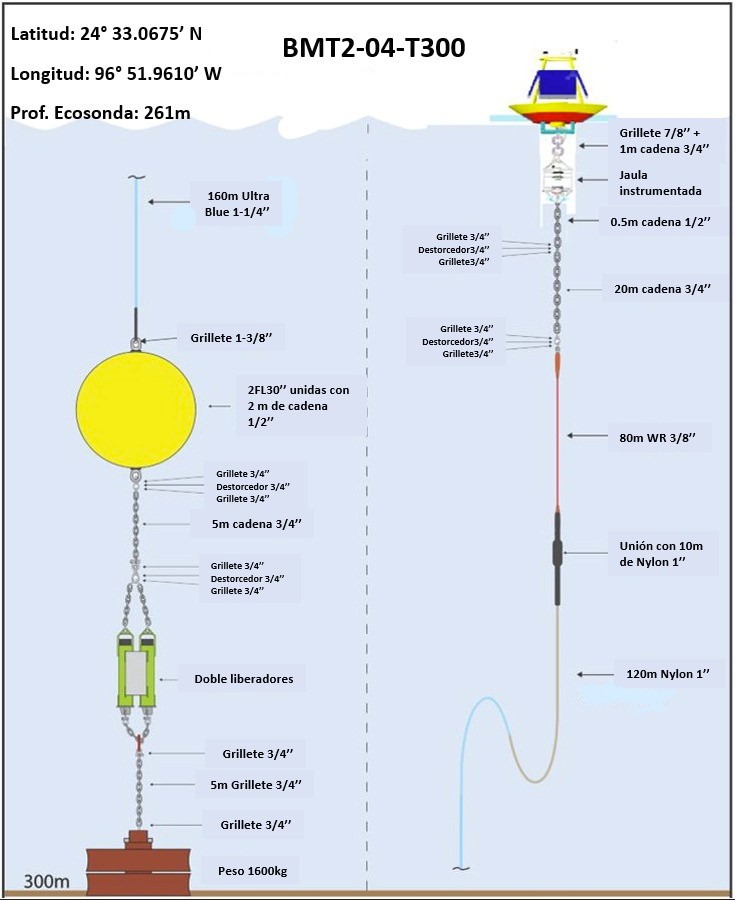 Latitud: 24° 33.0675’ N
Longitud: 96° 51.9610’ W
Prof. Ecosonda: 261m
BMT2-04-T300
160m Ultra
Blue 1-1/4’’
Grillete 1-3/8’’
2FL30’’ unidas con
2 m de cadena
1/2’’
Grillete 3/4’’
Destorcedor 3/4’’
Grillete 3/4’’
5m cadena 3/4’’
Grillete 3/4’’
Destorcedor 3/4’’
Grillete 3/4’’
Doble liberadores
Grillete 3/4’’
5m Grillete 3/4’’
Grillete 3/4’’
Peso 1600kg
300m
Grillete 7/8’’ +
1m cadena 3/4’’
Jaula
instrumentada
0.5m cadena 1/2’’
Grillete 3/4’’
Destorcedor3/4’’
Grillete3/4’’
20m cadena 3/4’’
Grillete 3/4’’
Destorcedor3/4’’
Grillete3/4’’
80m WR 3/8’’
Unión con 10m
de Nylon 1’’
120m Nylon 1’’